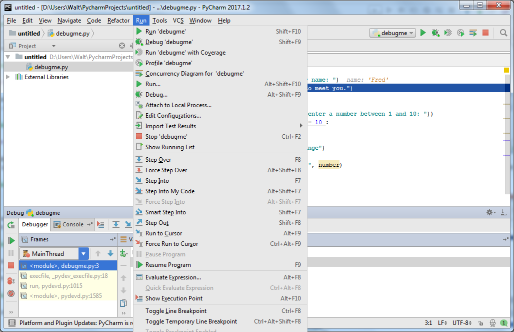 untitled - [D:\Users\Walt\PycharmProjects\untitled] - ...\debugme.py - PyCharm 2017.1.2
File Edit View Navigate Code Refactor Run Tools VCS Window Help
untitled debugme.py
debugme
Project
untitled D:\Users\Walt\PycharmP
debugme.py
External Libraries
Run 'debugme' Shift+F10
Debug 'debugme' Shift+F9
Run 'debugme' with Coverage
Profile 'debugme'
Concurrency Diagram for 'debugme'
Run... Alt+Shift+F10
Debug... Alt+Shift+F9
Attach to Local Process...
Edit Configurations...
Import Test Results
Stop 'debugme' Ctrl+F2
Show Running List
Step Over F8
Force Step Over Alt+Shift+F8
Step Into F7
Step Into My Code Alt+Shift+F7
Force Step Into Alt+Shift+F7
Smart Step Into Shift+F7
Step Out Shift+F8
Run to Cursor Alt+F9
Force Run to Cursor Ctrl+Alt+F9
Pause Program
Resume Program F9
Evaluate Expression... Alt+F8
Quick Evaluate Expression Ctrl+Alt+F8
Show Execution Point Alt+F10
Toggle Line Breakpoint Ctrl+F8
Toggle Temporary Line Breakpoint Ctrl+Alt+Shift+F8
name: ") name: 'Fred'
o meet you.")
enter a number between 1 and 10: "))
10 :
nge")
", number)
Debug debugme
Debugger Console
Frames
MainThread
<module>, debugme.py:3
execfile, _pydev_execfile.py:18
run, pydevd.py:1015
<module>, pydevd.py:1585
Platform and Plugin Updates: PyCharm is
CRLF UTF-8